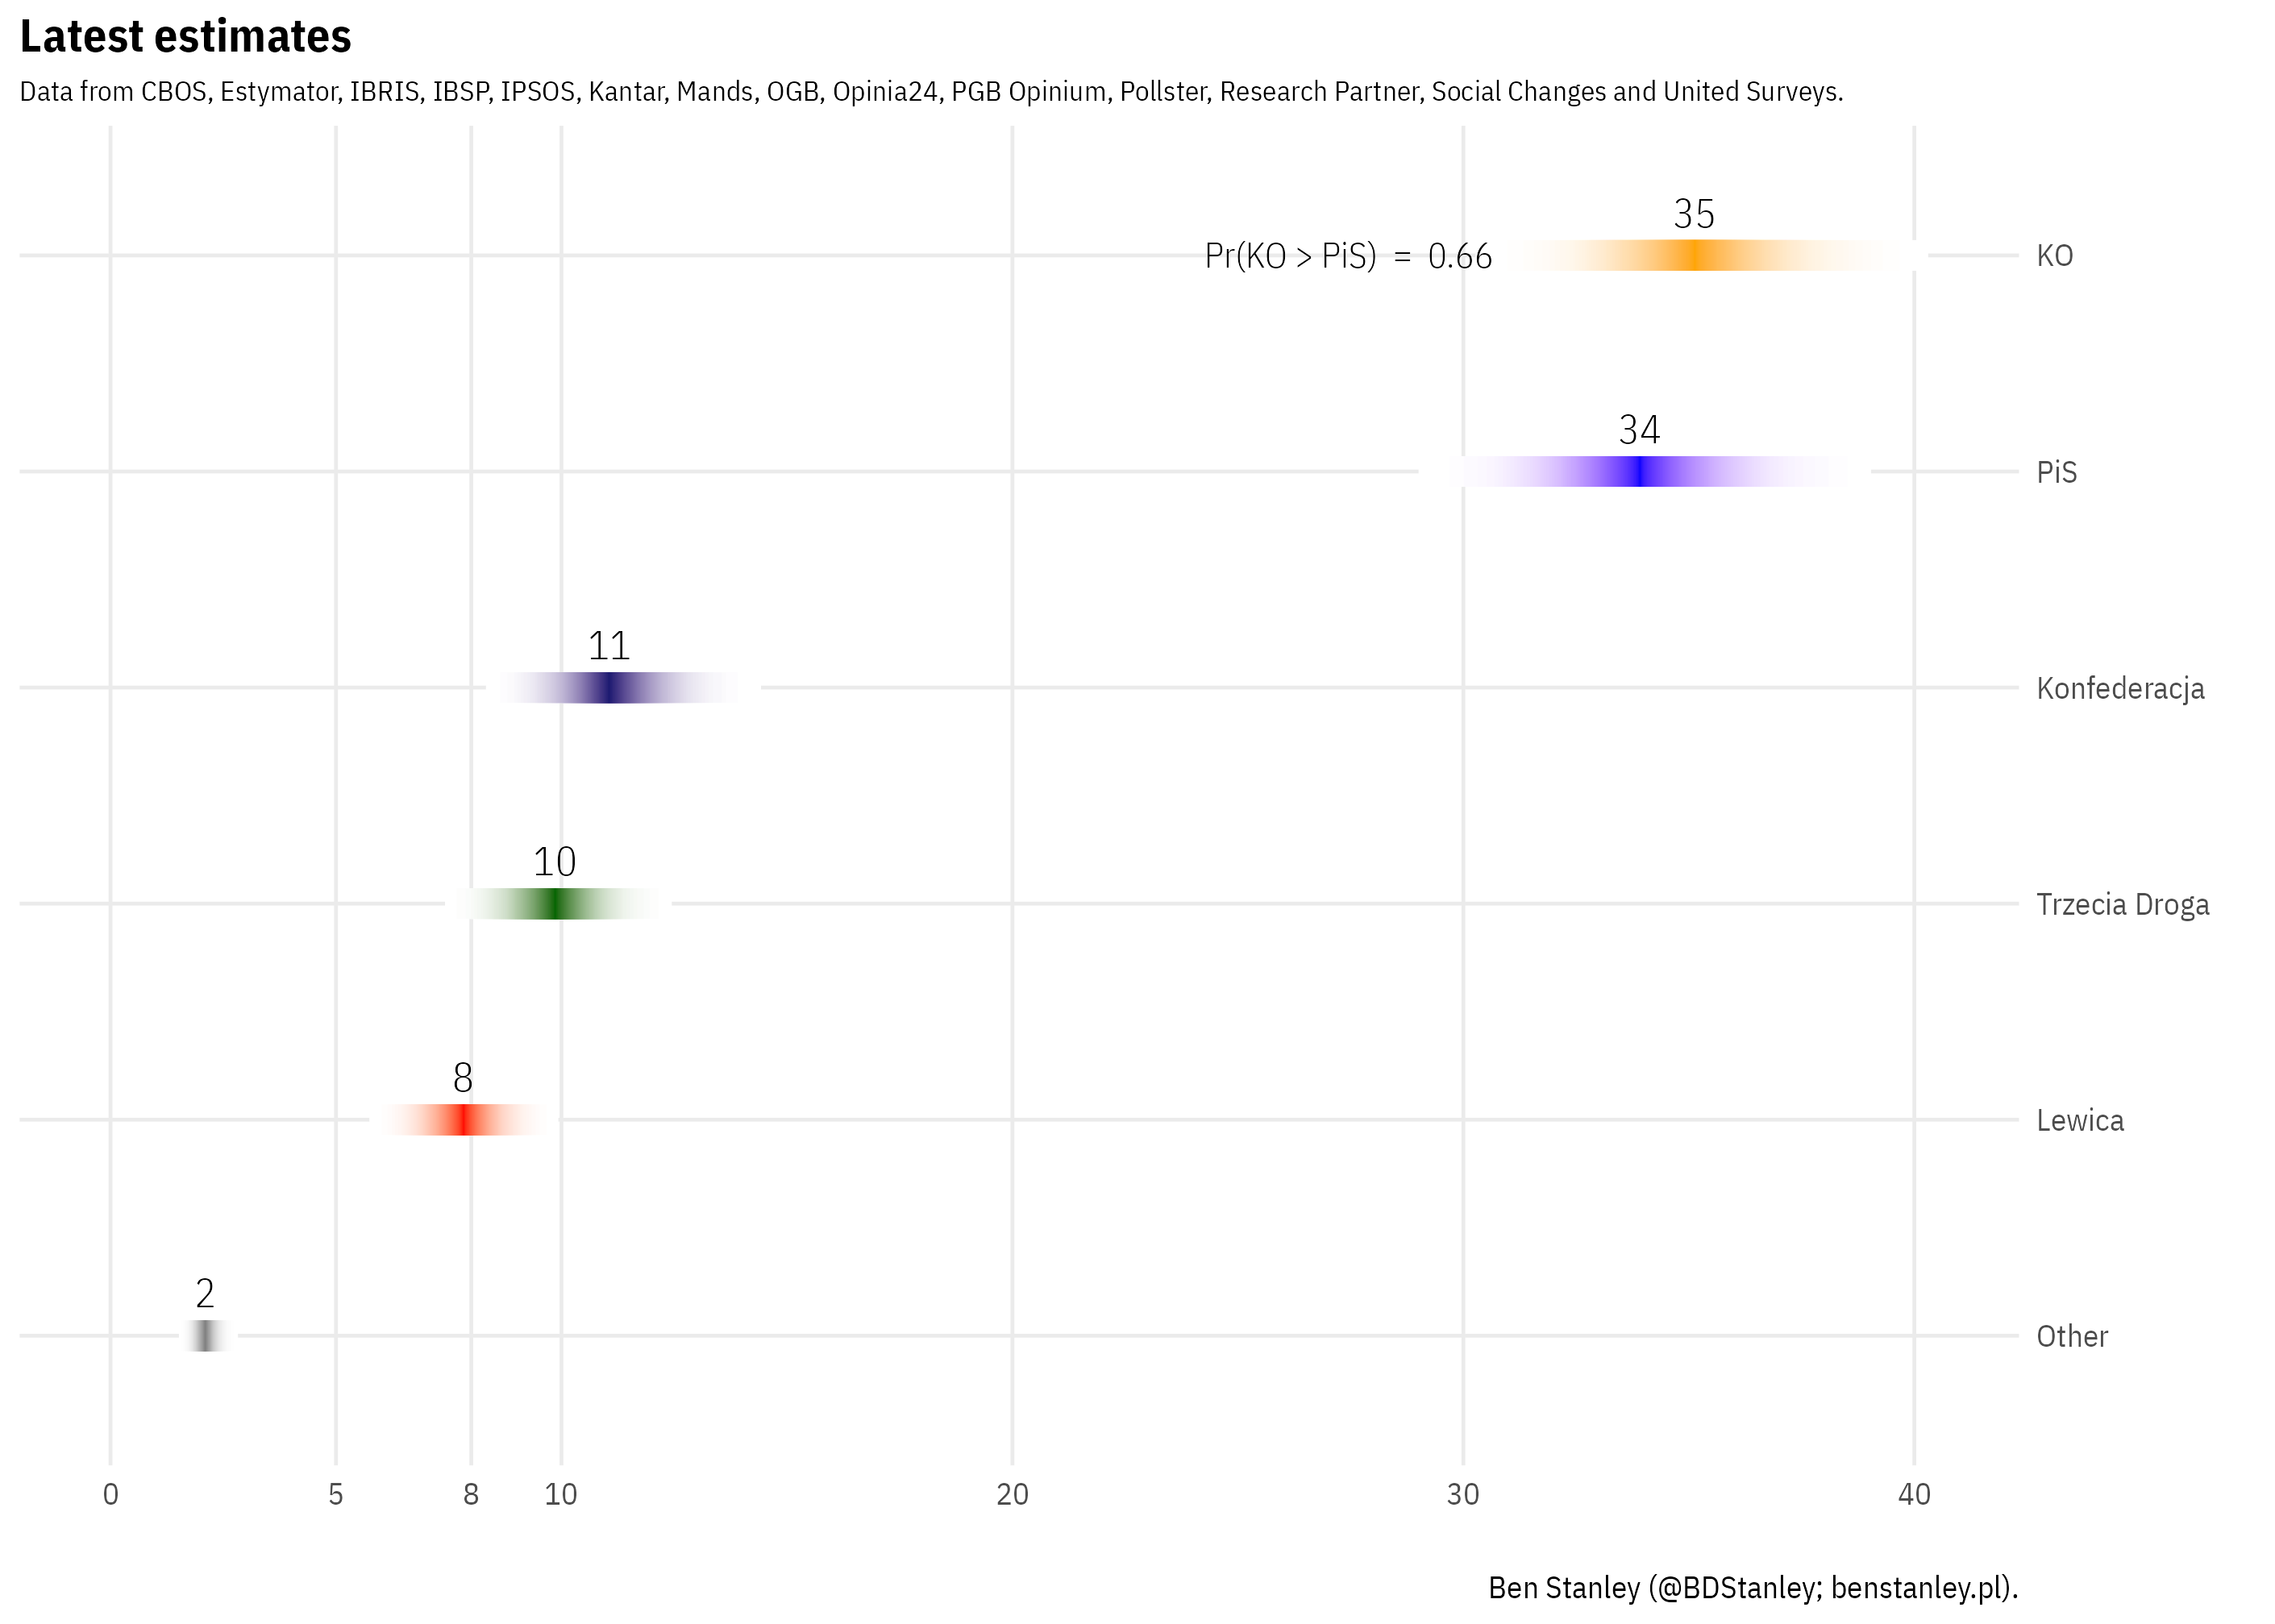 Latest estimates
Data from CBOS, Estymator, IBRIS, IBSP, IPSOS, Kantar, Mands, OGB, Opinia24, PGB Opinium, Pollster, Research Partner, Social Changes and United Surveys.
35
Pr(KO > PiS) = 0.66
KO
34
PiS
11
Konfederacja
10
Trzecia Droga
8
Lewica
2
Other
0 5 8 10 20 30 40
Ben Stanley (@BDStanley; benstanley.pl).